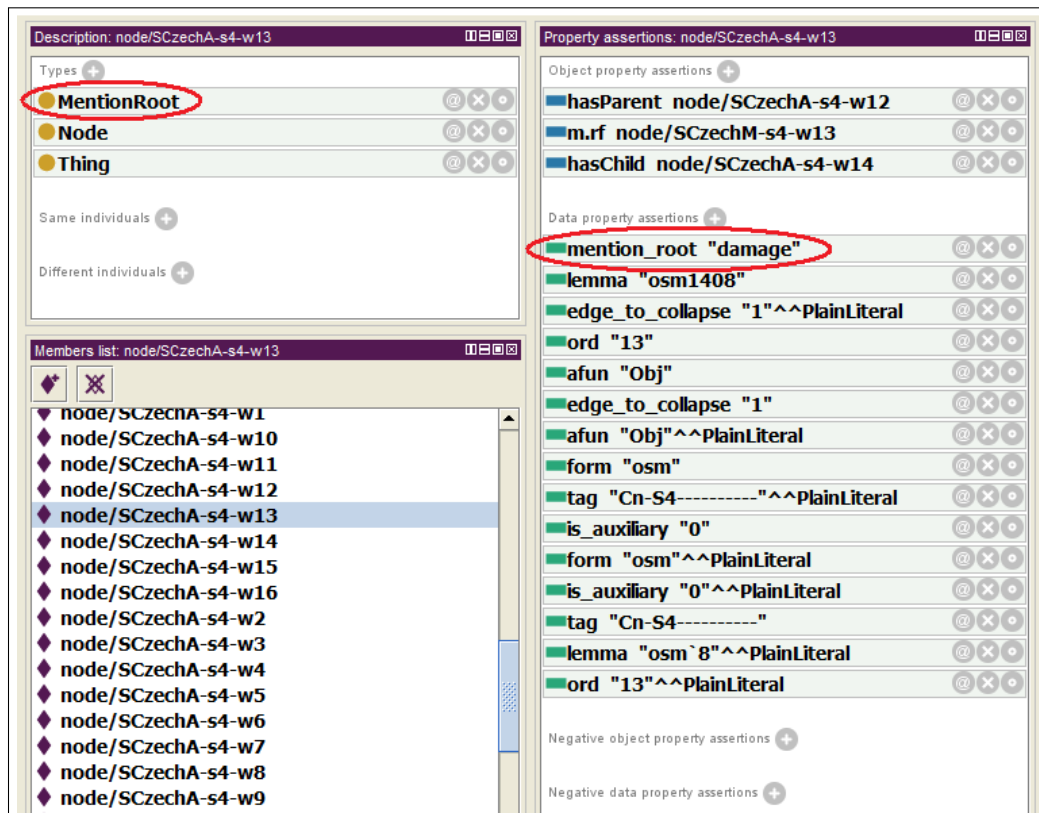 Description: node/SCzechA-s4-w13
Types
MentionRoot
Node
Thing
Same individuals
Different individuals
Members list: node/SCzechA-s4-w13
node/SCzechA-s4-w1
node/SCzechA-s4-w10
node/SCzechA-s4-w11
node/SCzechA-s4-w12
node/SCzechA-s4-w13
node/SCzechA-s4-w14
node/SCzechA-s4-w15
node/SCzechA-s4-w16
node/SCzechA-s4-w2
node/SCzechA-s4-w3
node/SCzechA-s4-w4
node/SCzechA-s4-w5
node/SCzechA-s4-w6
node/SCzechA-s4-w7
node/SCzechA-s4-w8
node/SCzechA-s4-w9
Property assertions: node/SCzechA-s4-w13
Object property assertions
hasParent node/SCzechA-s4-w12
m.rf node/SCzechM-s4-w13
hasChild node/SCzechA-s4-w14
Data property assertions
mention_root "damage"
lemma "osm1408"
edge_to_collapse "1"^^PlainLiteral
ord "13"
afun "Obj"
edge_to_collapse "1"
afun "Obj"^^PlainLiteral
form "osm"
tag "Cn-S4----------"^^PlainLiteral
is_auxiliary "0"
form "osm"^^PlainLiteral
is_auxiliary "0"^^PlainLiteral
tag "Cn-S4----------"
lemma "osm`8"^^PlainLiteral
ord "13"^^PlainLiteral
Negative object property assertions
Negative data property assertions